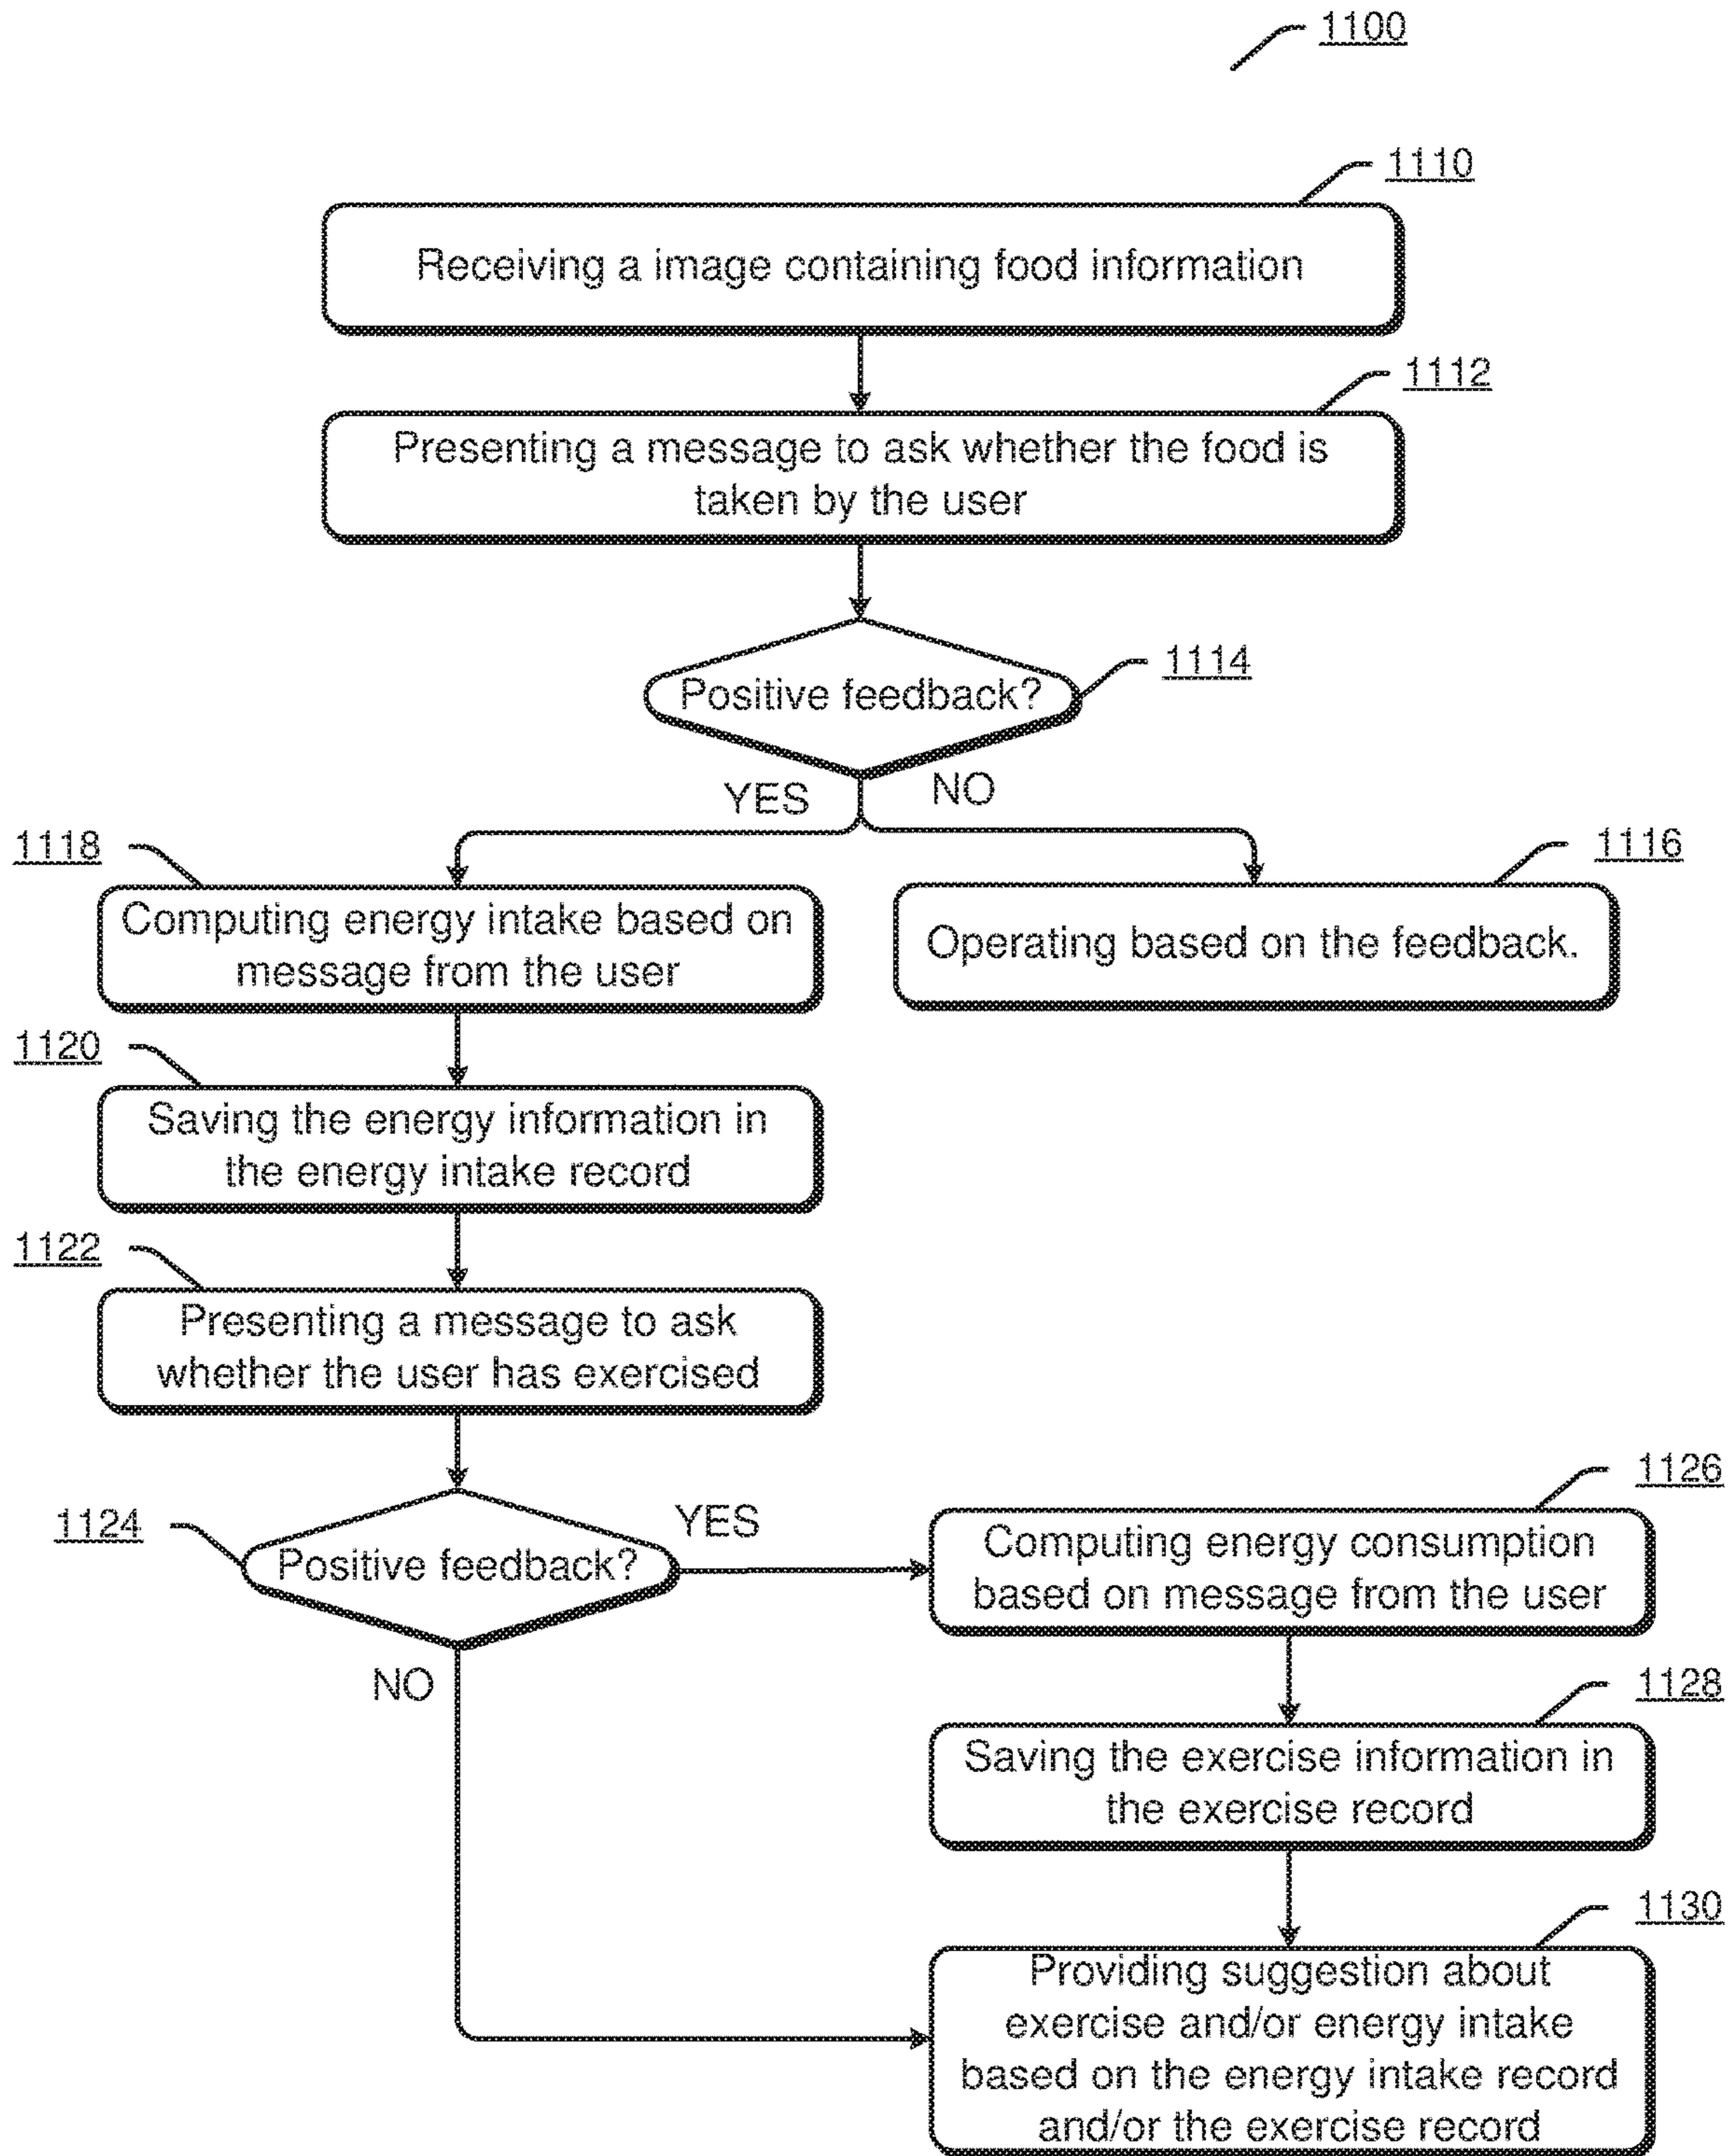 1100
1110
Receiving a image containing food information
1112
Presenting a message to ask whether the food is
taken by the user
1114
Positive feedback?
YES
NO
1118
Computing energy intake based on
message from the user
1116
Operating based on the feedback.
1120
Saving the energy information in
the energy intake record
1122
Presenting a message to ask
whether the user has exercised
1124
Positive feedback?
YES
NO
1126
Computing energy consumption
based on message from the user
1128
Saving the exercise information in
the exercise record
1130
Providing suggestion about
exercise and/or energy intake
based on the energy intake record
and/or the exercise record